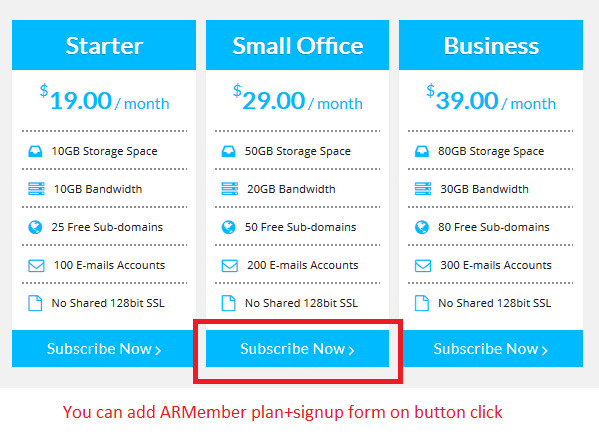 Starter
$19.00 / month
10GB Storage Space
10GB Bandwidth
25 Free Sub-domains
100 E-mails Accounts
No Shared 128bit SSL
Subscribe Now >
Small Office
$29.00 / month
50GB Storage Space
20GB Bandwidth
50 Free Sub-domains
200 E-mails Accounts
No Shared 128bit SSL
Subscribe Now >
Business
$39.00 / month
80GB Storage Space
30GB Bandwidth
80 Free Sub-domains
300 E-mails Accounts
No Shared 128bit SSL
Subscribe Now >
You can add ARMember plan+signup form on button click